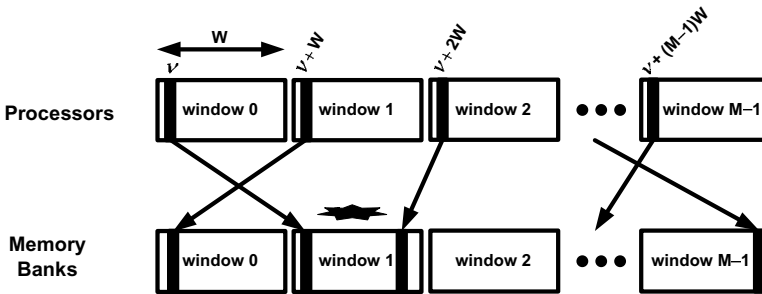 W
ν
ν+W
ν+2W
ν+(M–1)W
Processors
window 0
window 1
window 2
window M–1
Memory
Banks
window 0
window 1
window 2
window M–1